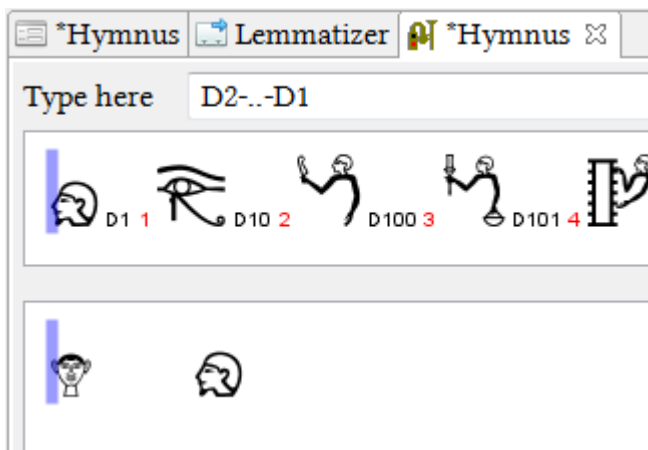 *Hymnus Lemmatizer *Hymnus
Type here D2-..-D1
D1 1 D10 2 D100 3 D101 4